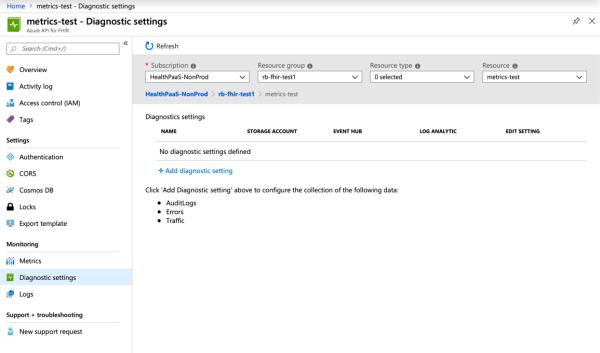 Home > metrics-test - Diagnostic settings
metrics-test - Diagnostic settings
Azure API for FHIR
Search (Cmd+/)
«
Overview
Activity log
Access control (IAM)
Tags
Settings
Authentication
CORS
Cosmos DB
Locks
Export template
Monitoring
Metrics
Diagnostic settings
Logs
Support + troubleshooting
New support request
Refresh
* Subscription Resource group Resource type Resource
HealthPaaS-NonProd rb-fhir-test1 0 selected metrics-test
HealthPaaS-NonProd > rb-fhir-test1 > metrics-test
Diagnostics settings
NAME STORAGE ACCOUNT EVENT HUB LOG ANALYTIC EDIT SETTING
No diagnostic settings defined
+ Add diagnostic setting
Click 'Add Diagnostic setting' above to configure the collection of the following data:
• AuditLogs
• Errors
• Traffic